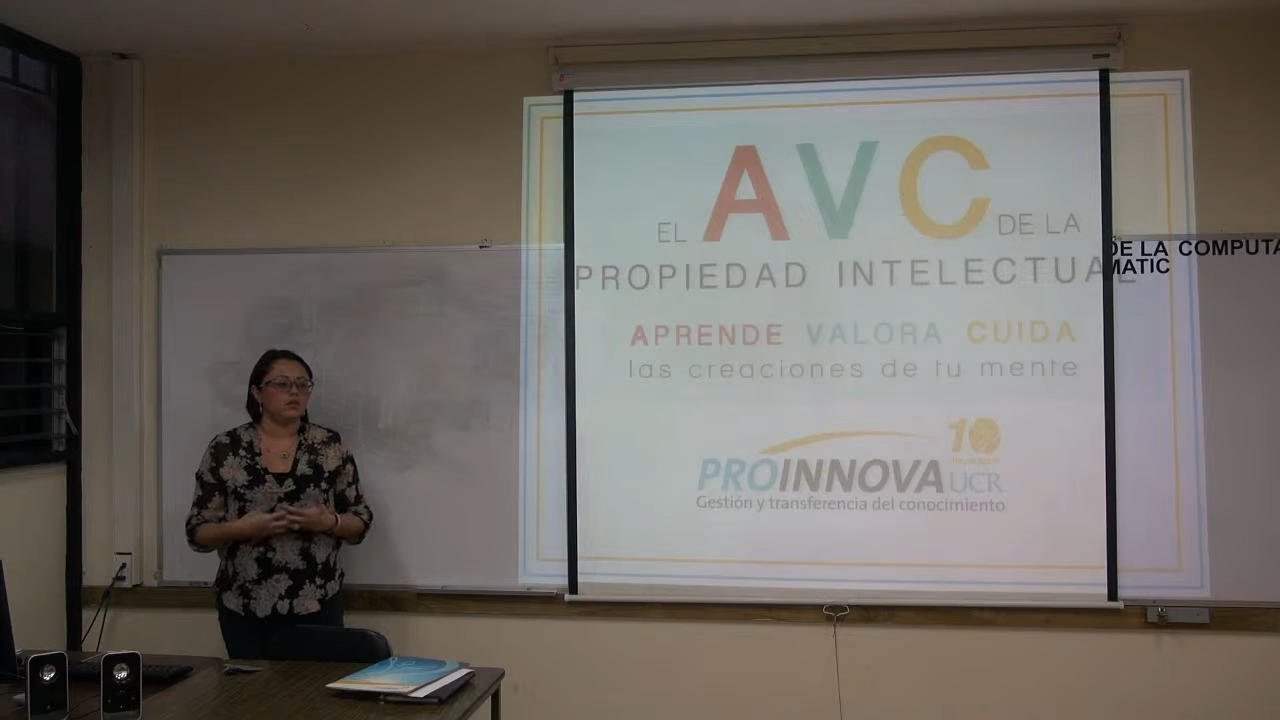 EL AVC DE LA
PROPIEDAD INTELECTUAL
APRENDE VALORA CUIDA
las creaciones de tu mente
10
PROINNOVA UCR
Gestión y transferencia del conocimiento
DE LA COMPUTA
MATIC